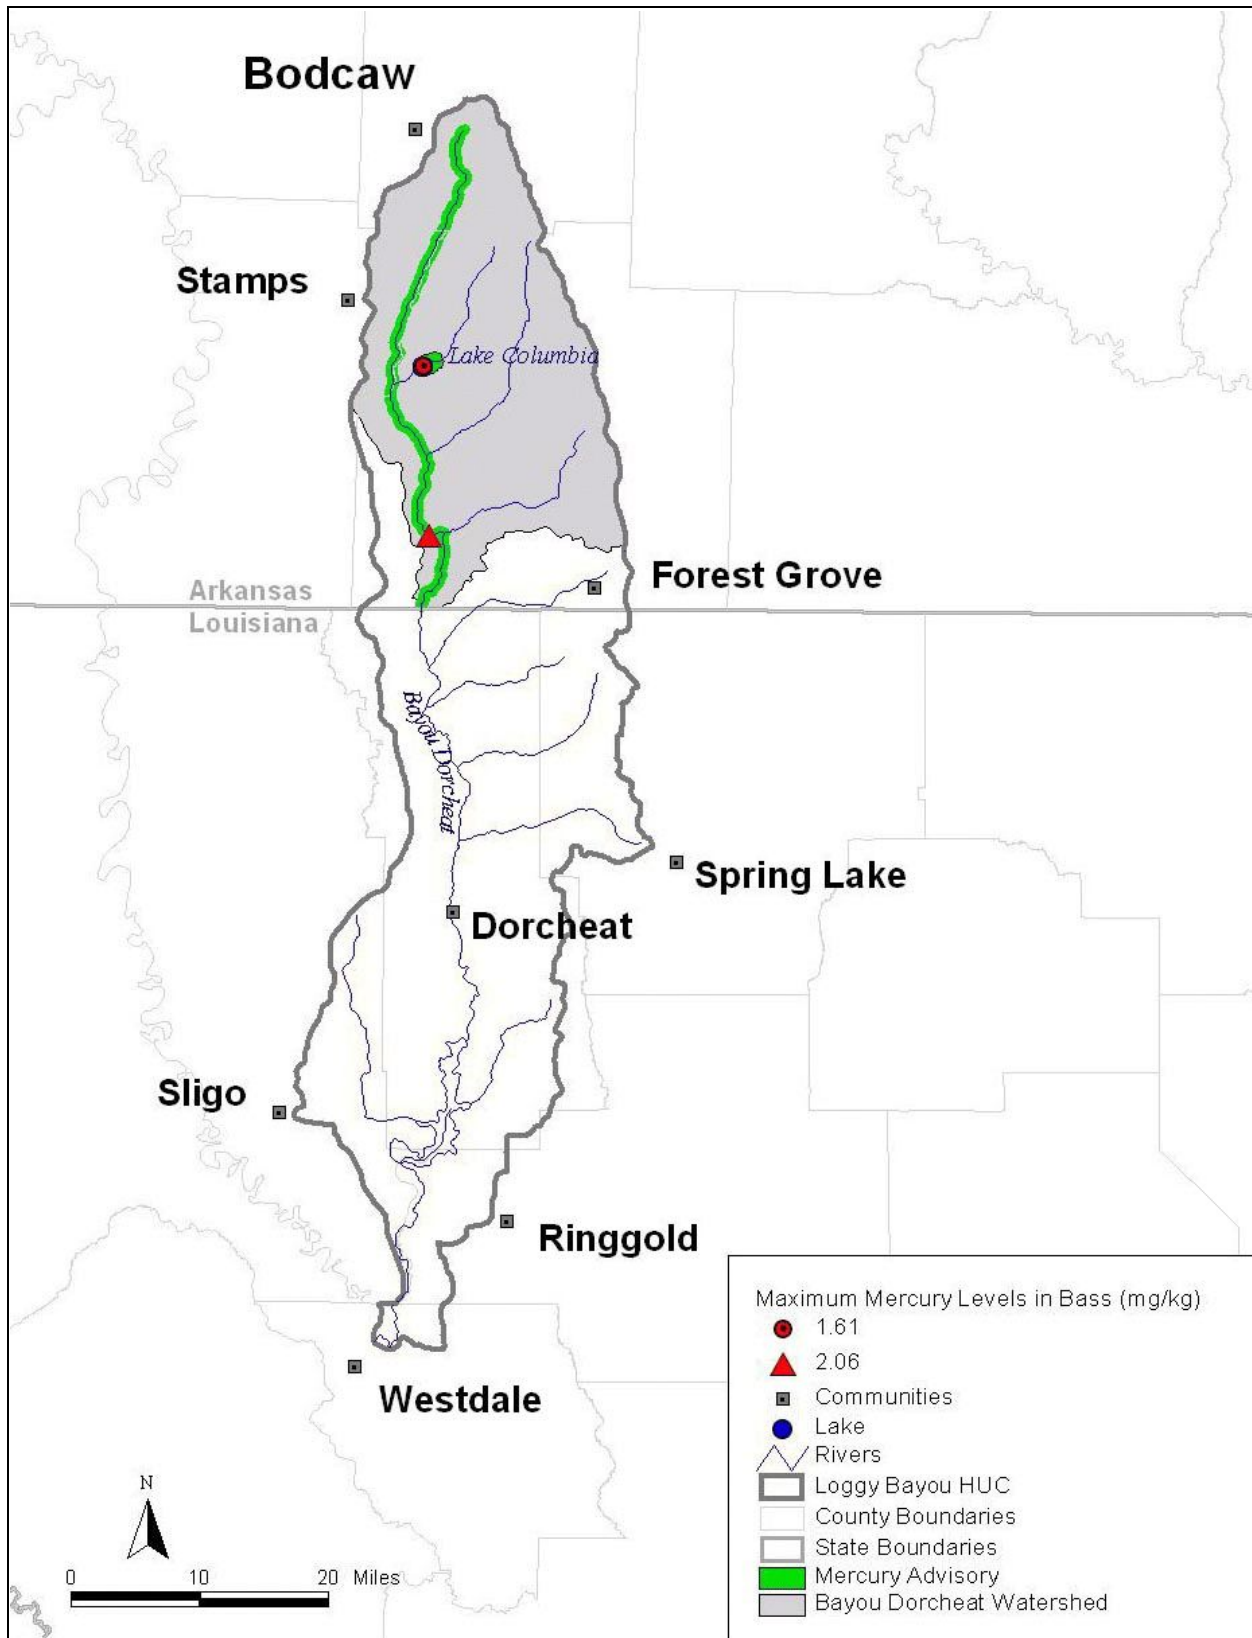 Bodcaw
Stamps
Lake Columbia
Forest Grove
Arkansas
Louisiana
Bayou Dorcheat
Spring Lake
Dorcheat
Sligo
Ringgold
Westdale
N
0 10 20 Miles
Maximum Mercury Levels in Bass (mg/kg)
1.61
2.06
Communities
Lake
Rivers
Loggy Bayou HUC
County Boundaries
State Boundaries
Mercury Advisory
Bayou Dorcheat Watershed